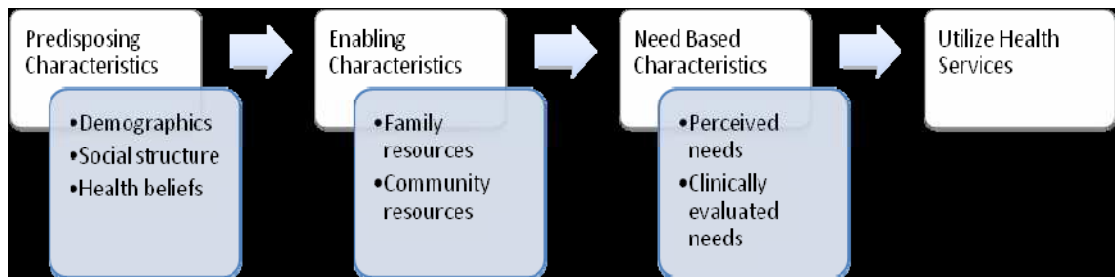 Predisposing
Characteristics
•Demographics
•Social structure
•Health beliefs
Enabling
Characteristics
•Family
resources
•Community
resources
Need Based
Characteristics
•Perceived
needs
•Clinically
evaluated
needs
Utilize Health
Services